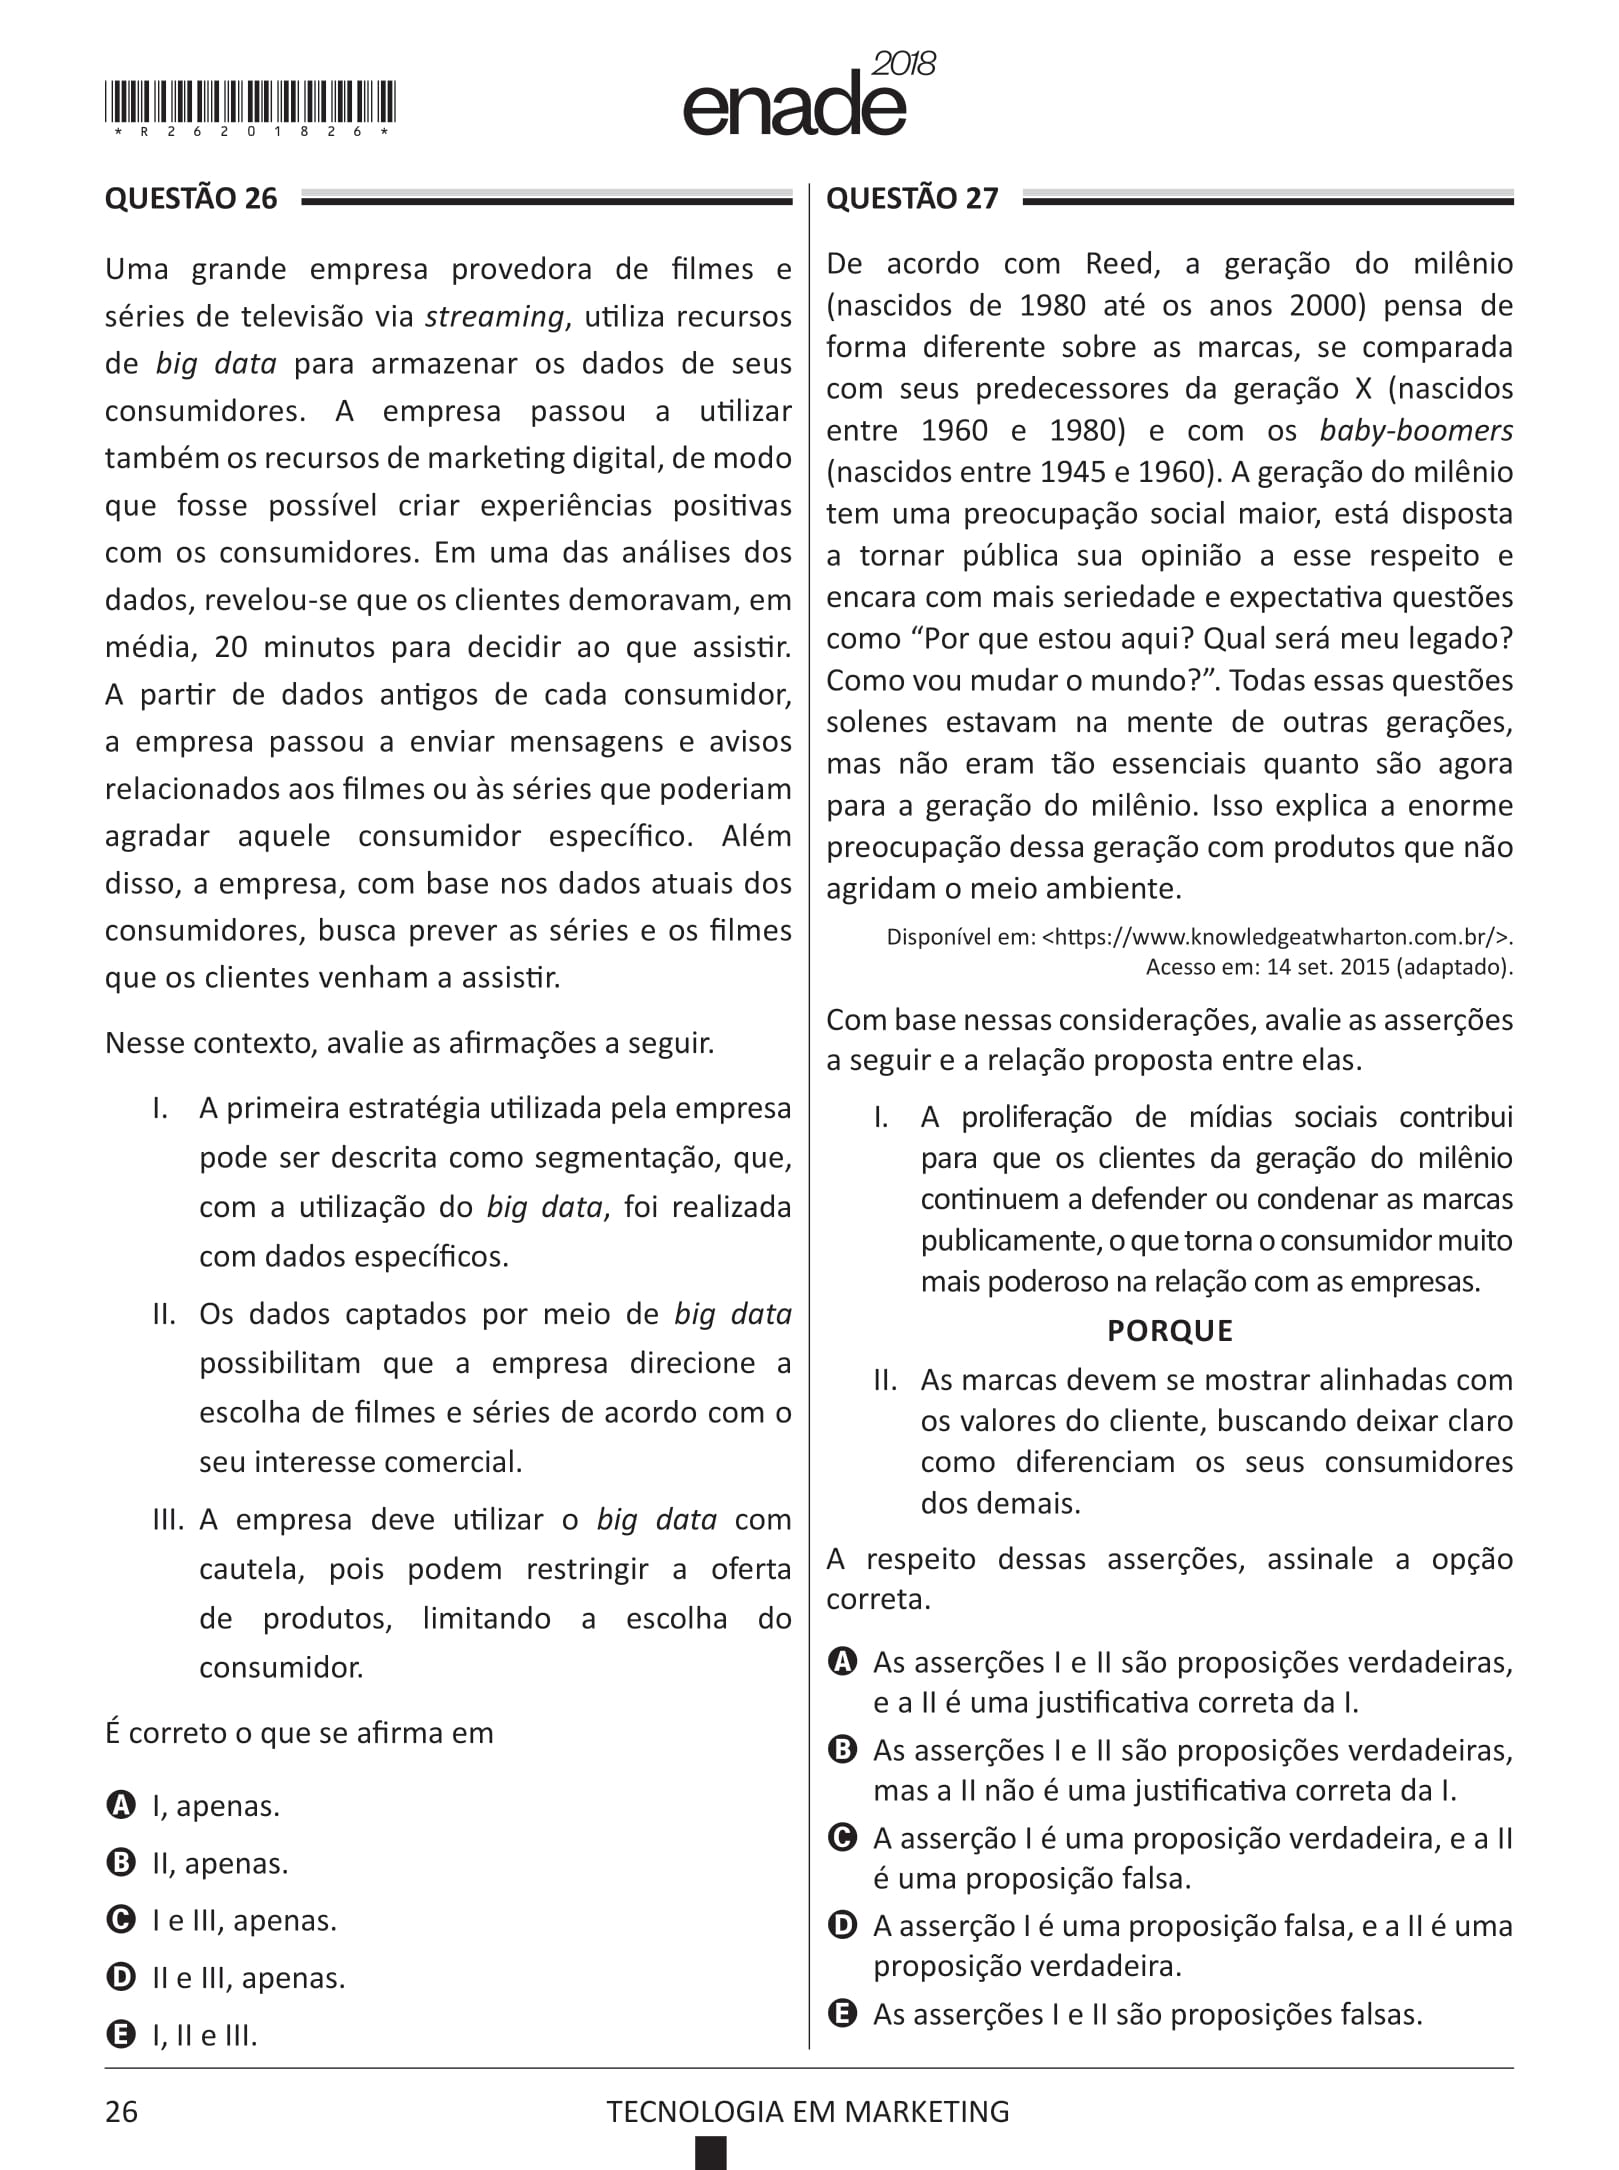 *R26201826*
enade2018
QUESTÃO 26
Uma grande empresa provedora de filmes e
séries de televisão via streaming, utiliza recursos
de big data para armazenar os dados de seus
consumidores. A empresa passou a utilizar
também os recursos de marketing digital, de modo
que fosse possível criar experiências positivas
com os consumidores. Em uma das análises dos
dados, revelou-se que os clientes demoravam, em
média, 20 minutos para decidir ao que assistir.
A partir de dados antigos de cada consumidor,
a empresa passou a enviar mensagens e avisos
relacionados aos filmes ou às séries que poderiam
agradar aquele consumidor específico. Além
disso, a empresa, com base nos dados atuais dos
consumidores, busca prever as séries e os filmes
que os clientes venham a assistir.
Nesse contexto, avalie as afirmações a seguir.
I. A primeira estratégia utilizada pela empresa
pode ser descrita como segmentação, que,
com a utilização do big data, foi realizada
com dados específicos.
II. Os dados captados por meio de big data
possibilitam que a empresa direcione a
escolha de filmes e séries de acordo com o
seu interesse comercial.
III. A empresa deve utilizar o big data com
cautela, pois podem restringir a oferta
de produtos, limitando a escolha do
consumidor.
É correto o que se afirma em
A I, apenas.
B II, apenas.
C I e III, apenas.
D II e III, apenas.
E I, II e III.
QUESTÃO 27
De acordo com Reed, a geração do milênio
(nascidos de 1980 até os anos 2000) pensa de
forma diferente sobre as marcas, se comparada
com seus predecessores da geração X (nascidos
entre 1960 e 1980) e com os baby-boomers
(nascidos entre 1945 e 1960). A geração do milênio
tem uma preocupação social maior, está disposta
a tornar pública sua opinião a esse respeito e
encara com mais seriedade e expectativa questões
como “Por que estou aqui? Qual será meu legado?
Como vou mudar o mundo?”. Todas essas questões
solenes estavam na mente de outras gerações,
mas não eram tão essenciais quanto são agora
para a geração do milênio. Isso explica a enorme
preocupação dessa geração com produtos que não
agridam o meio ambiente.
Disponível em: <https://www.knowledgeatwharton.com.br/>.
Acesso em: 14 set. 2015 (adaptado).
Com base nessas considerações, avalie as asserções
a seguir e a relação proposta entre elas.
I. A proliferação de mídias sociais contribui
para que os clientes da geração do milênio
continuem a defender ou condenar as marcas
publicamente, o que torna o consumidor muito
mais poderoso na relação com as empresas.
PORQUE
II. As marcas devem se mostrar alinhadas com
os valores do cliente, buscando deixar claro
como diferenciam os seus consumidores
dos demais.
A respeito dessas asserções, assinale a opção
correta.
A As asserções I e II são proposições verdadeiras,
e a II é uma justificativa correta da I.
B As asserções I e II são proposições verdadeiras,
mas a II não é uma justificativa correta da I.
C A asserção I é uma proposição verdadeira, e a II
é uma proposição falsa.
D A asserção I é uma proposição falsa, e a II é uma
proposição verdadeira.
E As asserções I e II são proposições falsas.
26
TECNOLOGIA EM MARKETING